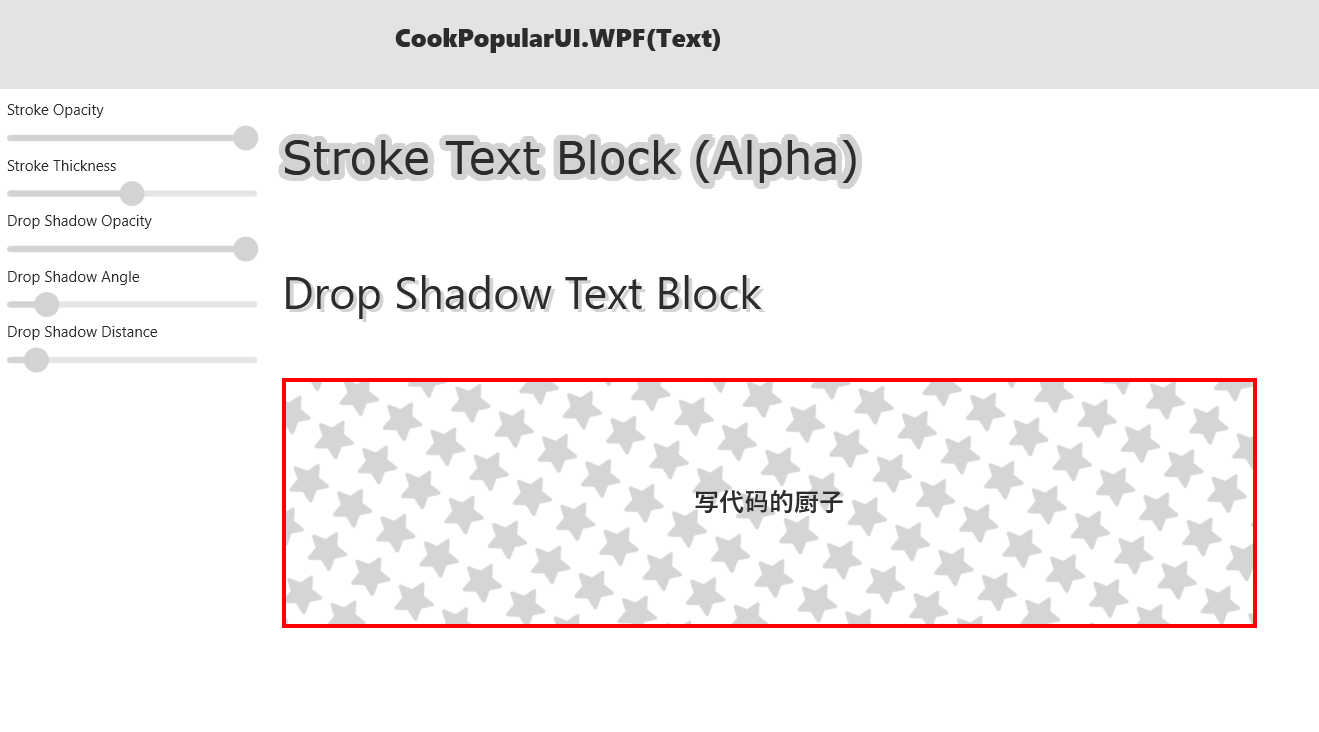 CookPopularUI.WPF(Text)
Stroke Opacity
Stroke Thickness
Drop Shadow Opacity
Drop Shadow Angle
Drop Shadow Distance
Stroke Text Block (Alpha)
Drop Shadow Text Block
写代码的厨子